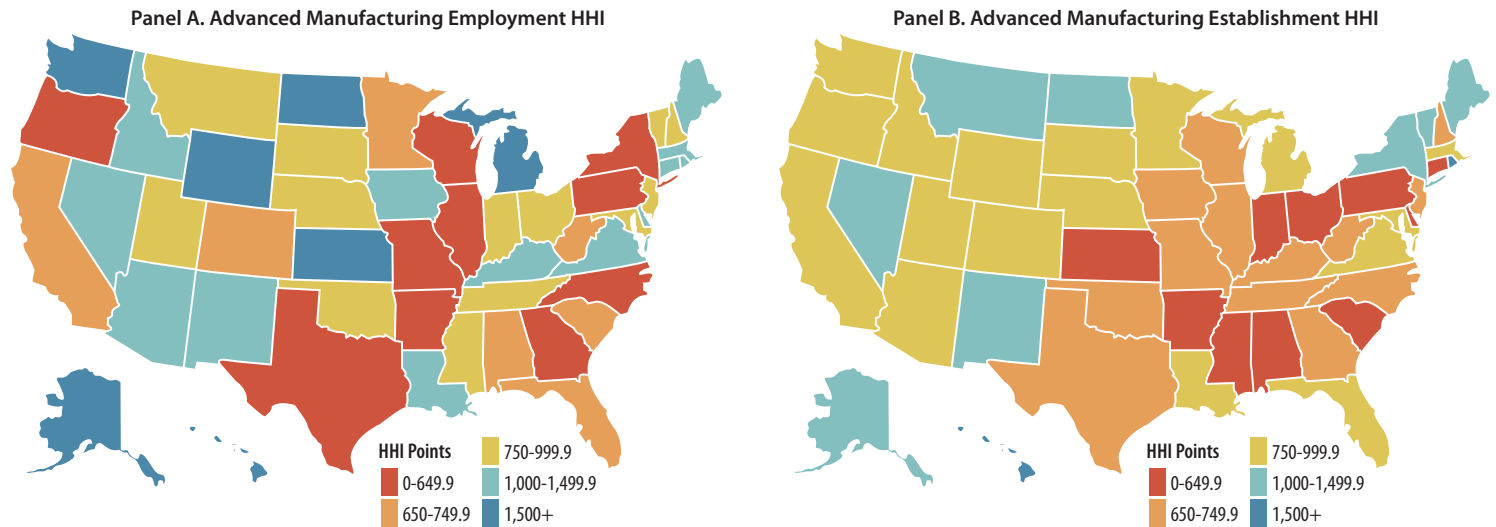 Panel A. Advanced Manufacturing Employment HHI
HHI Points
0-649.9
650-749.9
750-999.9
1,000-1,499.9
1,500+
Panel B. Advanced Manufacturing Establishment HHI
HHI Points
0-649.9
650-749.9
750-999.9
1,000-1,499.9
1,500+